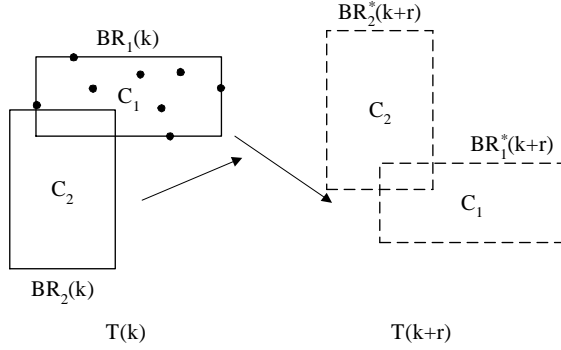 BR₁(k)
C₁
C₂
BR₂(k)
T(k)
BR₂*(k+r)
C₂
BR₁*(k+r)
C₁
T(k+r)